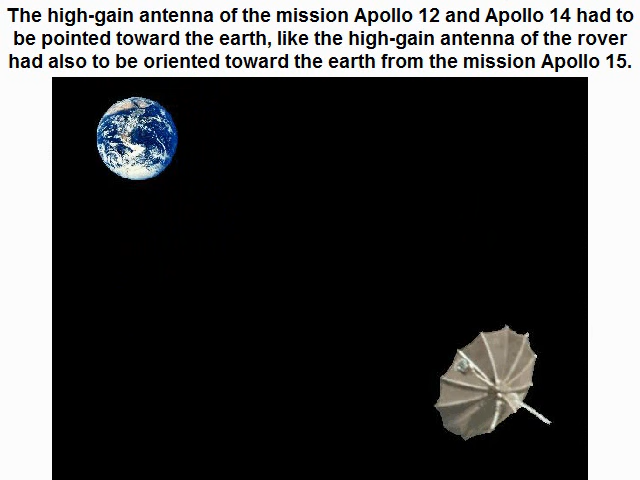 The high-gain antenna of the mission Apollo 12 and Apollo 14 had to
be pointed toward the earth, like the high-gain antenna of the rover
had also to be oriented toward the earth from the mission Apollo 15.